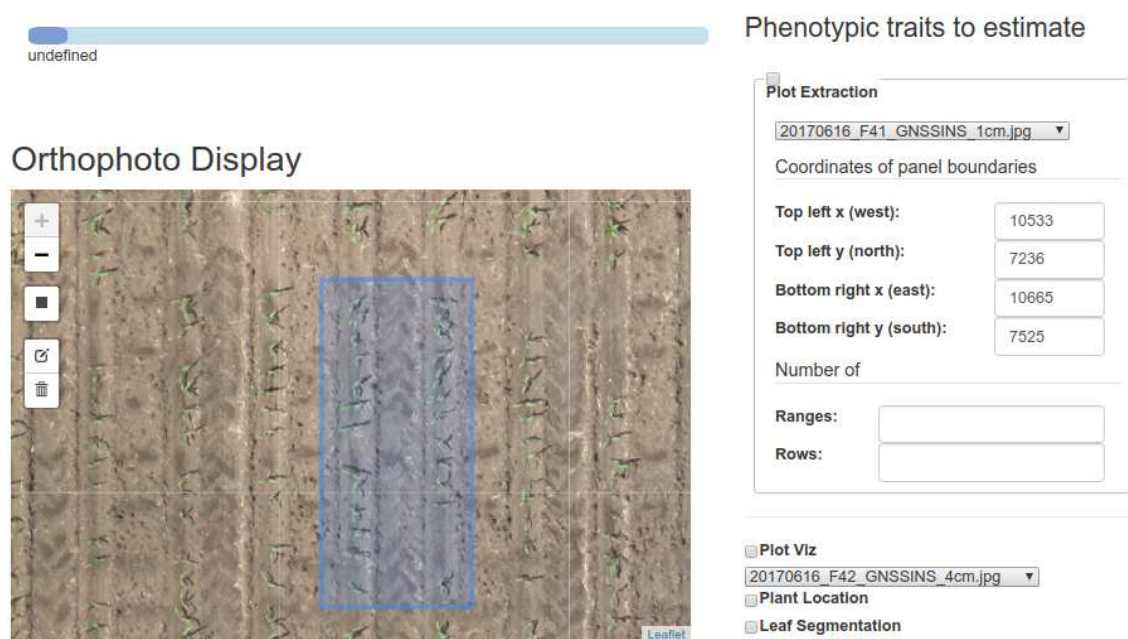 undefined
Orthophoto Display
+
−
Leaflet
Phenotypic traits to estimate
Plot Extraction
20170616_F41_GNSSINS_1cm.jpg
Coordinates of panel boundaries
Top left x (west): 10533
Top left y (north): 7236
Bottom right x (east): 10665
Bottom right y (south): 7525
Number of
Ranges:
Rows:
Plot Viz
20170616_F42_GNSSINS_4cm.jpg
Plant Location
Leaf Segmentation